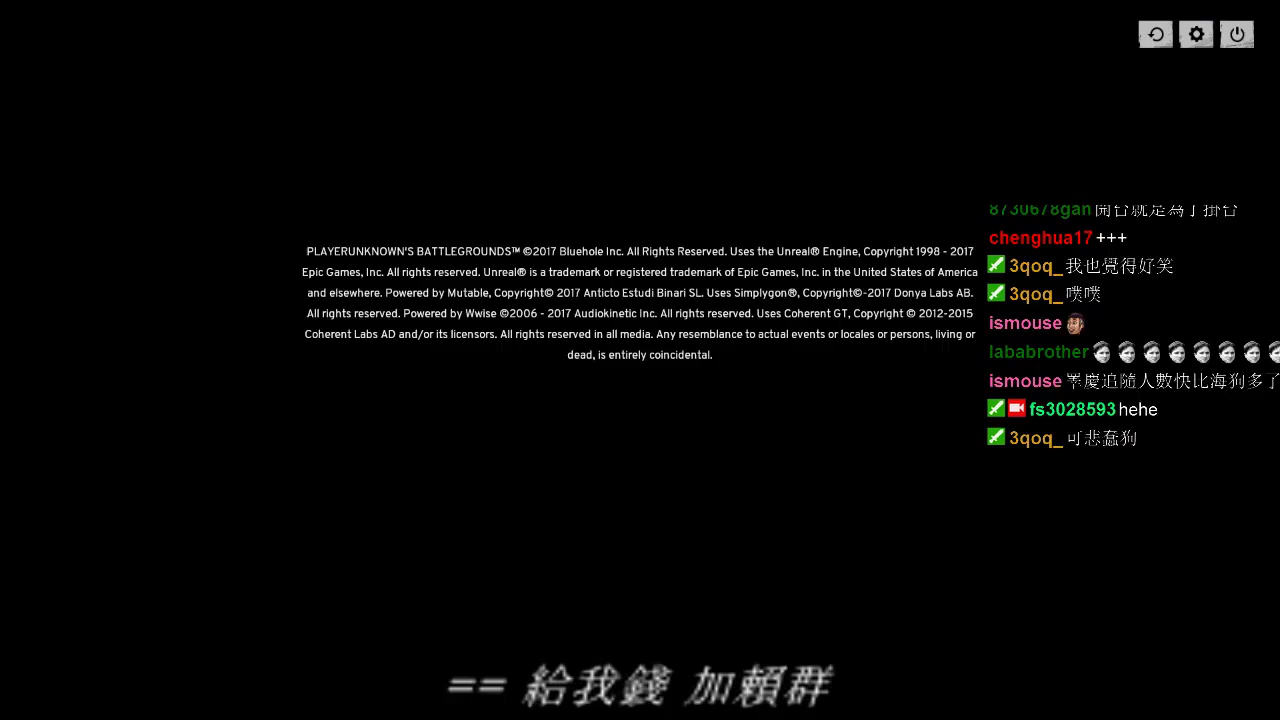 PLAYERUNKNOWN'S BATTLEGROUNDS™ ©2017 Bluehole Inc. All Rights Reserved. Uses the Unreal® Engine, Copyright 1998 - 2017
Epic Games, Inc. All rights reserved. Unreal® is a trademark or registered trademark of Epic Games, Inc. in the United States of America
and elsewhere. Powered by Mutable, Copyright© 2017 Anticto Estudi Binari SL. Uses Simplygon®, Copyright©-2017 Donya Labs AB.
All rights reserved. Powered by Wwise ©2006 - 2017 Audiokinetic Inc. All rights reserved. Uses Coherent GT, Copyright © 2012-2015
Coherent Labs AD and/or its licensors. All rights reserved in all media. Any resemblance to actual events or locales or persons, living or
dead, is entirely coincidental.
8730678gan 開台就是為了掛台
chenghua17 +++
3qoq_ 我也覺得好笑
3qoq_ 噗噗
ismouse
lababrother
ismouse 追隨人數快比海狗多了
fs3028593 hehe
3qoq_ 可悲蠢狗
== 給我錢 加賴群